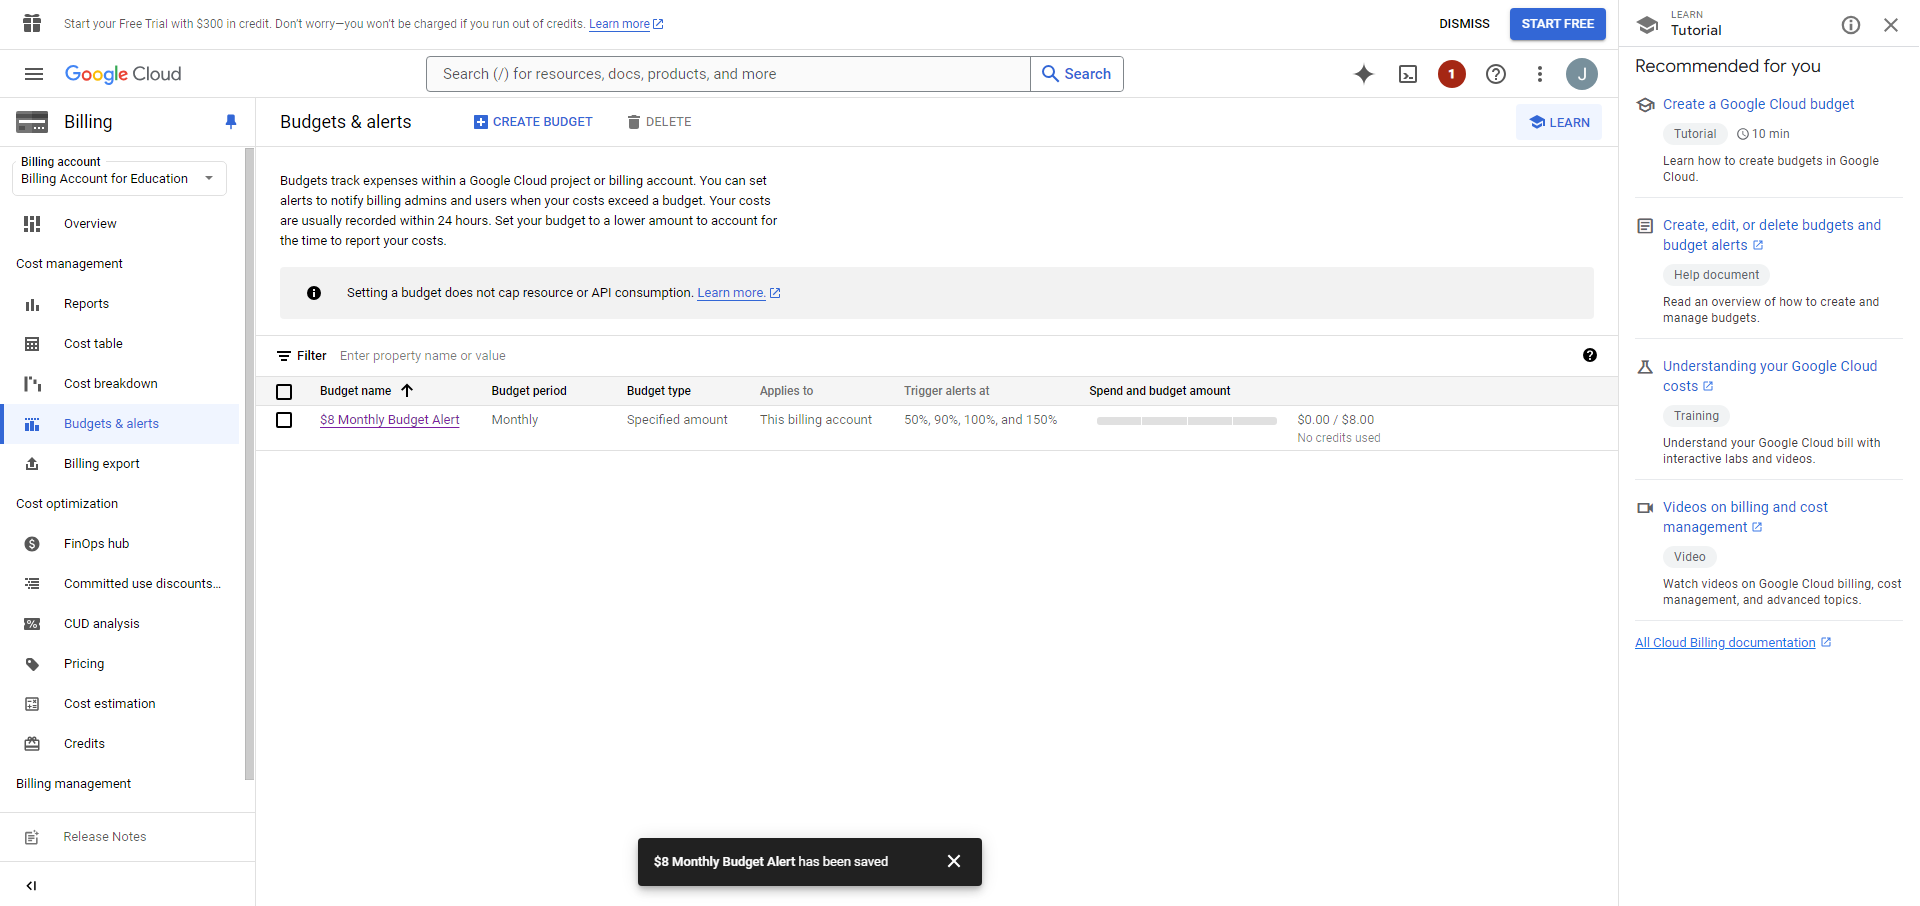 Start your Free Trial with $300 in credit. Don't worry—you won't be charged if you run out of credits. Learn more
DISMISS
START FREE
LEARN
Tutorial
Google Cloud
Search (/) for resources, docs, products, and more
Search
1
J
Recommended for you
Billing
Budgets & alerts
CREATE BUDGET
DELETE
LEARN
Billing account
Billing Account for Education
Overview
Cost management
Reports
Cost table
Cost breakdown
Budgets & alerts
Billing export
Cost optimization
FinOps hub
Committed use discounts...
CUD analysis
Pricing
Cost estimation
Credits
Billing management
Release Notes
Budgets track expenses within a Google Cloud project or billing account. You can set
alerts to notify billing admins and users when your costs exceed a budget. Your costs
are usually recorded within 24 hours. Set your budget to a lower amount to account for
the time to report your costs.
Setting a budget does not cap resource or API consumption. Learn more.
Filter Enter property name or value
Budget name Budget period Budget type Applies to Trigger alerts at Spend and budget amount
$8 Monthly Budget Alert Monthly Specified amount This billing account 50%, 90%, 100%, and 150% $0.00 / $8.00
No credits used
$8 Monthly Budget Alert has been saved
Create a Google Cloud budget
Tutorial 10 min
Learn how to create budgets in Google
Cloud.
Create, edit, or delete budgets and
budget alerts
Help document
Read an overview of how to create and
manage budgets.
Understanding your Google Cloud
costs
Training
Understand your Google Cloud bill with
interactive labs and videos.
Videos on billing and cost
management
Video
Watch videos on Google Cloud billing, cost
management, and advanced topics.
All Cloud Billing documentation